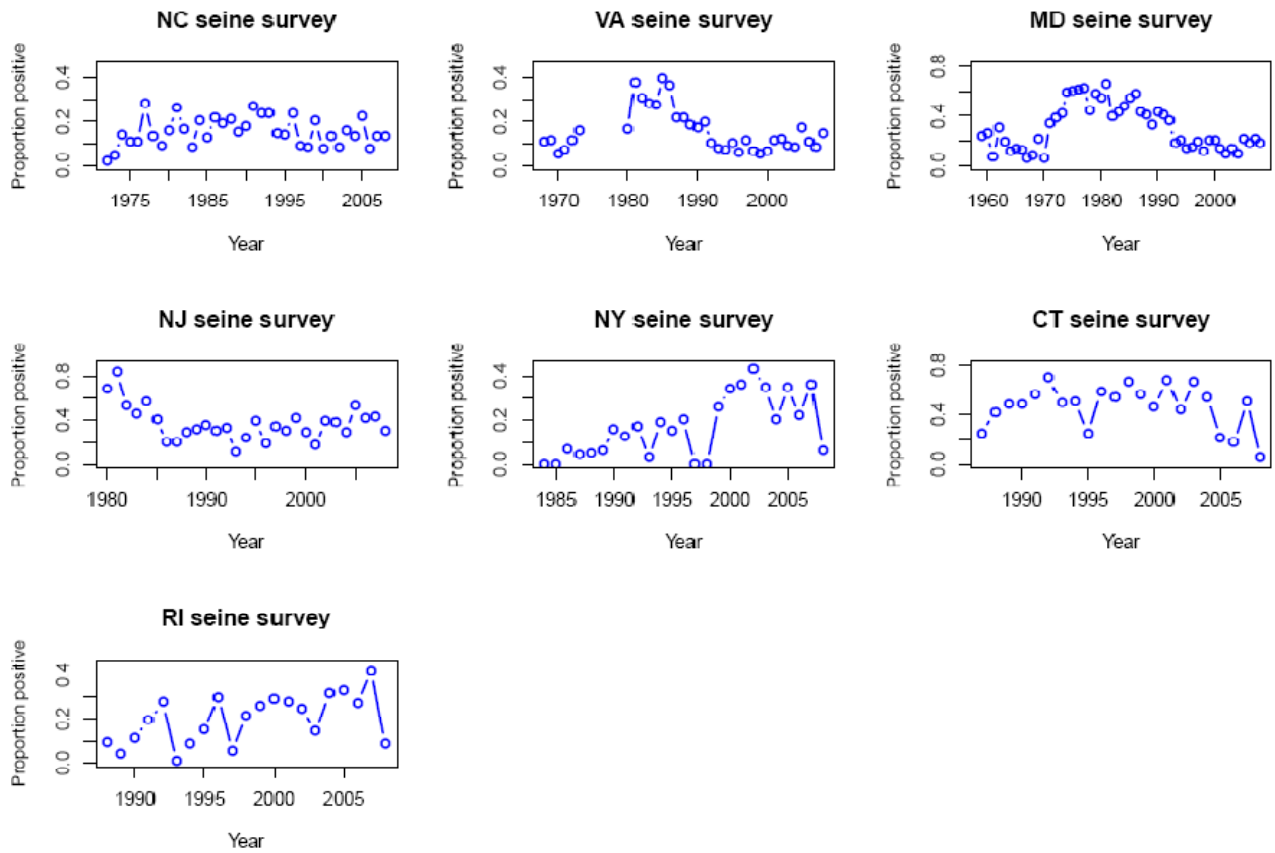 NC seine survey
Proportion positive
0.0 0.2 0.4
1975 1985 1995 2005
Year
VA seine survey
Proportion positive
0.0 0.2 0.4
1970 1980 1990 2000
Year
MD seine survey
Proportion positive
0.0 0.4 0.8
1960 1970 1980 1990 2000
Year
NJ seine survey
Proportion positive
0.0 0.4 0.8
1980 1990 2000
Year
NY seine survey
Proportion positive
0.0 0.2 0.4
1985 1990 1995 2000 2005
Year
CT seine survey
Proportion positive
0.0 0.4 0.8
1990 1995 2000 2005
Year
RI seine survey
Proportion positive
0.0 0.2 0.4
1990 1995 2000 2005
Year